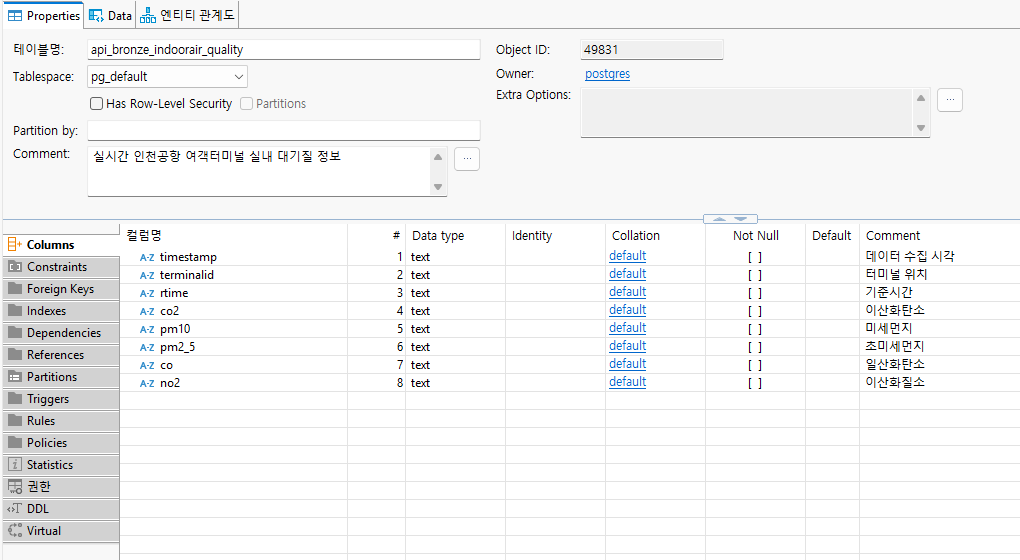 Properties Data 엔티티 관계도
테이블명: api_bronze_indoorair_quality Object ID: 49831
Tablespace: pg_default Owner: postgres
Has Row-Level Security Partitions Extra Options: ...
Partition by:
Comment: 실시간 인천공항 여객터미널 실내 대기질 정보 ...
Columns
Constraints
Foreign Keys
Indexes
Dependencies
References
Partitions
Triggers
Rules
Policies
Statistics
권한
DDL
Virtual
컬럼명 # Data type Identity Collation Not Null Default Comment
A-Z timestamp 1 text default [ ] 데이터 수집 시각
A-Z terminalid 2 text default [ ] 터미널 위치
A-Z rtime 3 text default [ ] 기준시간
A-Z co2 4 text default [ ] 이산화탄소
A-Z pm10 5 text default [ ] 미세먼지
A-Z pm2_5 6 text default [ ] 초미세먼지
A-Z co 7 text default [ ] 일산화탄소
A-Z no2 8 text default [ ] 이산화질소